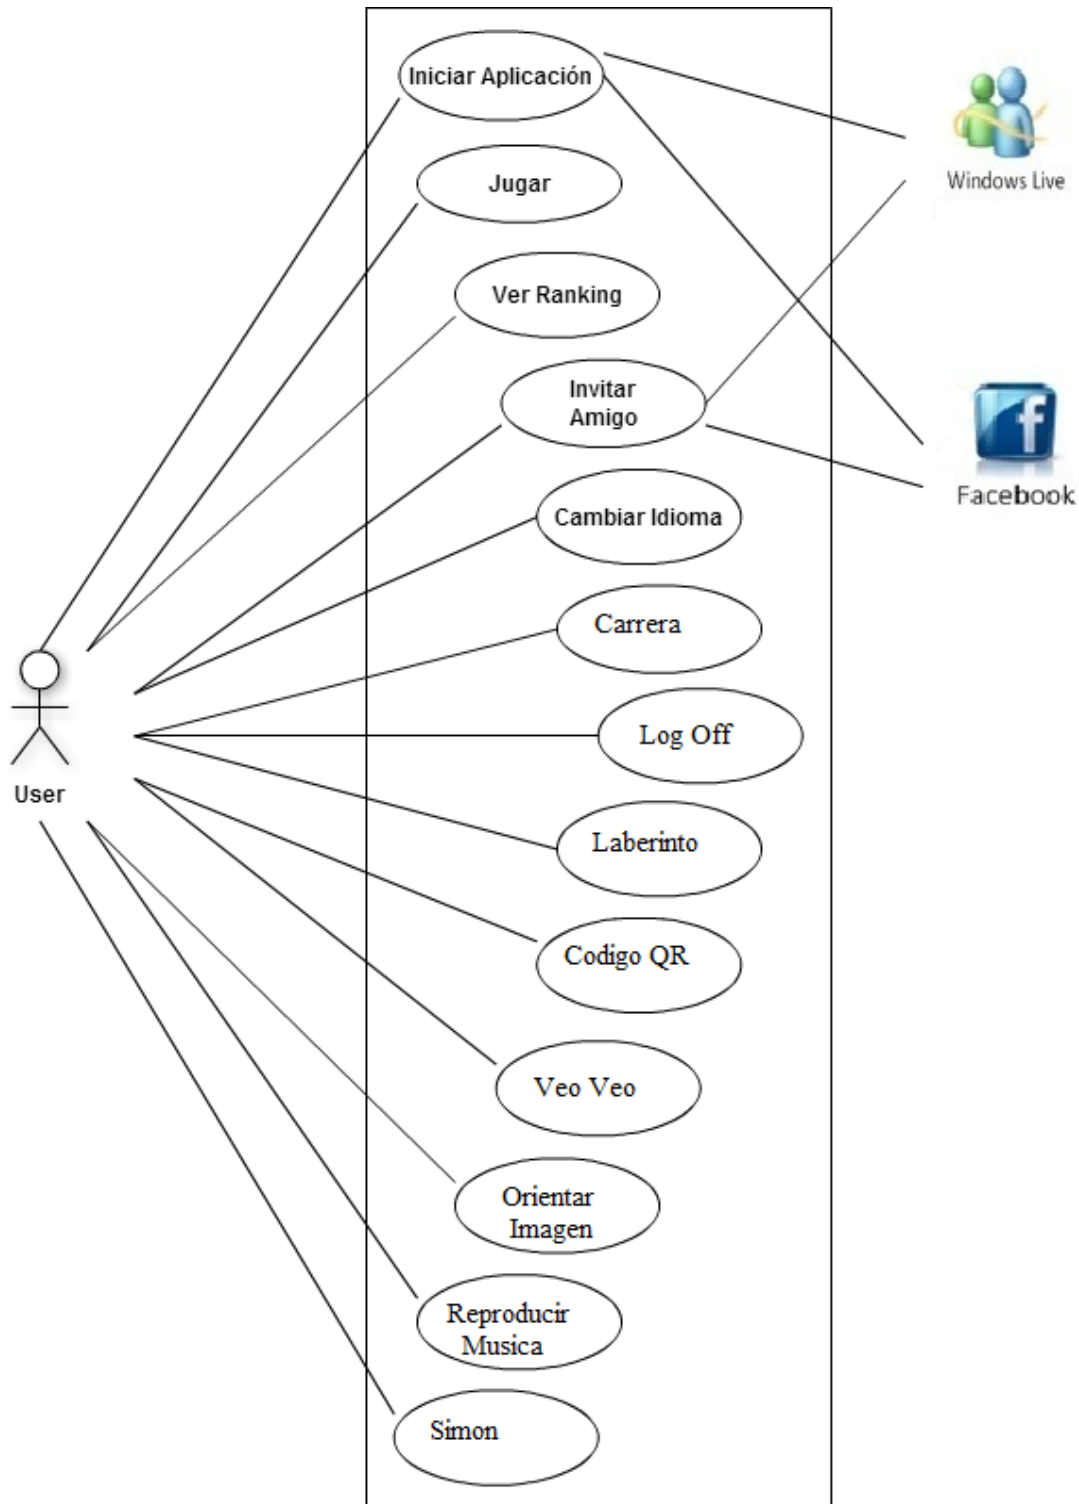 Iniciar Aplicación
Windows Live
Jugar
Ver Ranking
Invitar
Amigo
f
Facebook
Cambiar Idioma
Carrera
Log Off
User
Laberinto
Codigo QR
Veo Veo
Orientar
Imagen
Reproducir
Musica
Simon